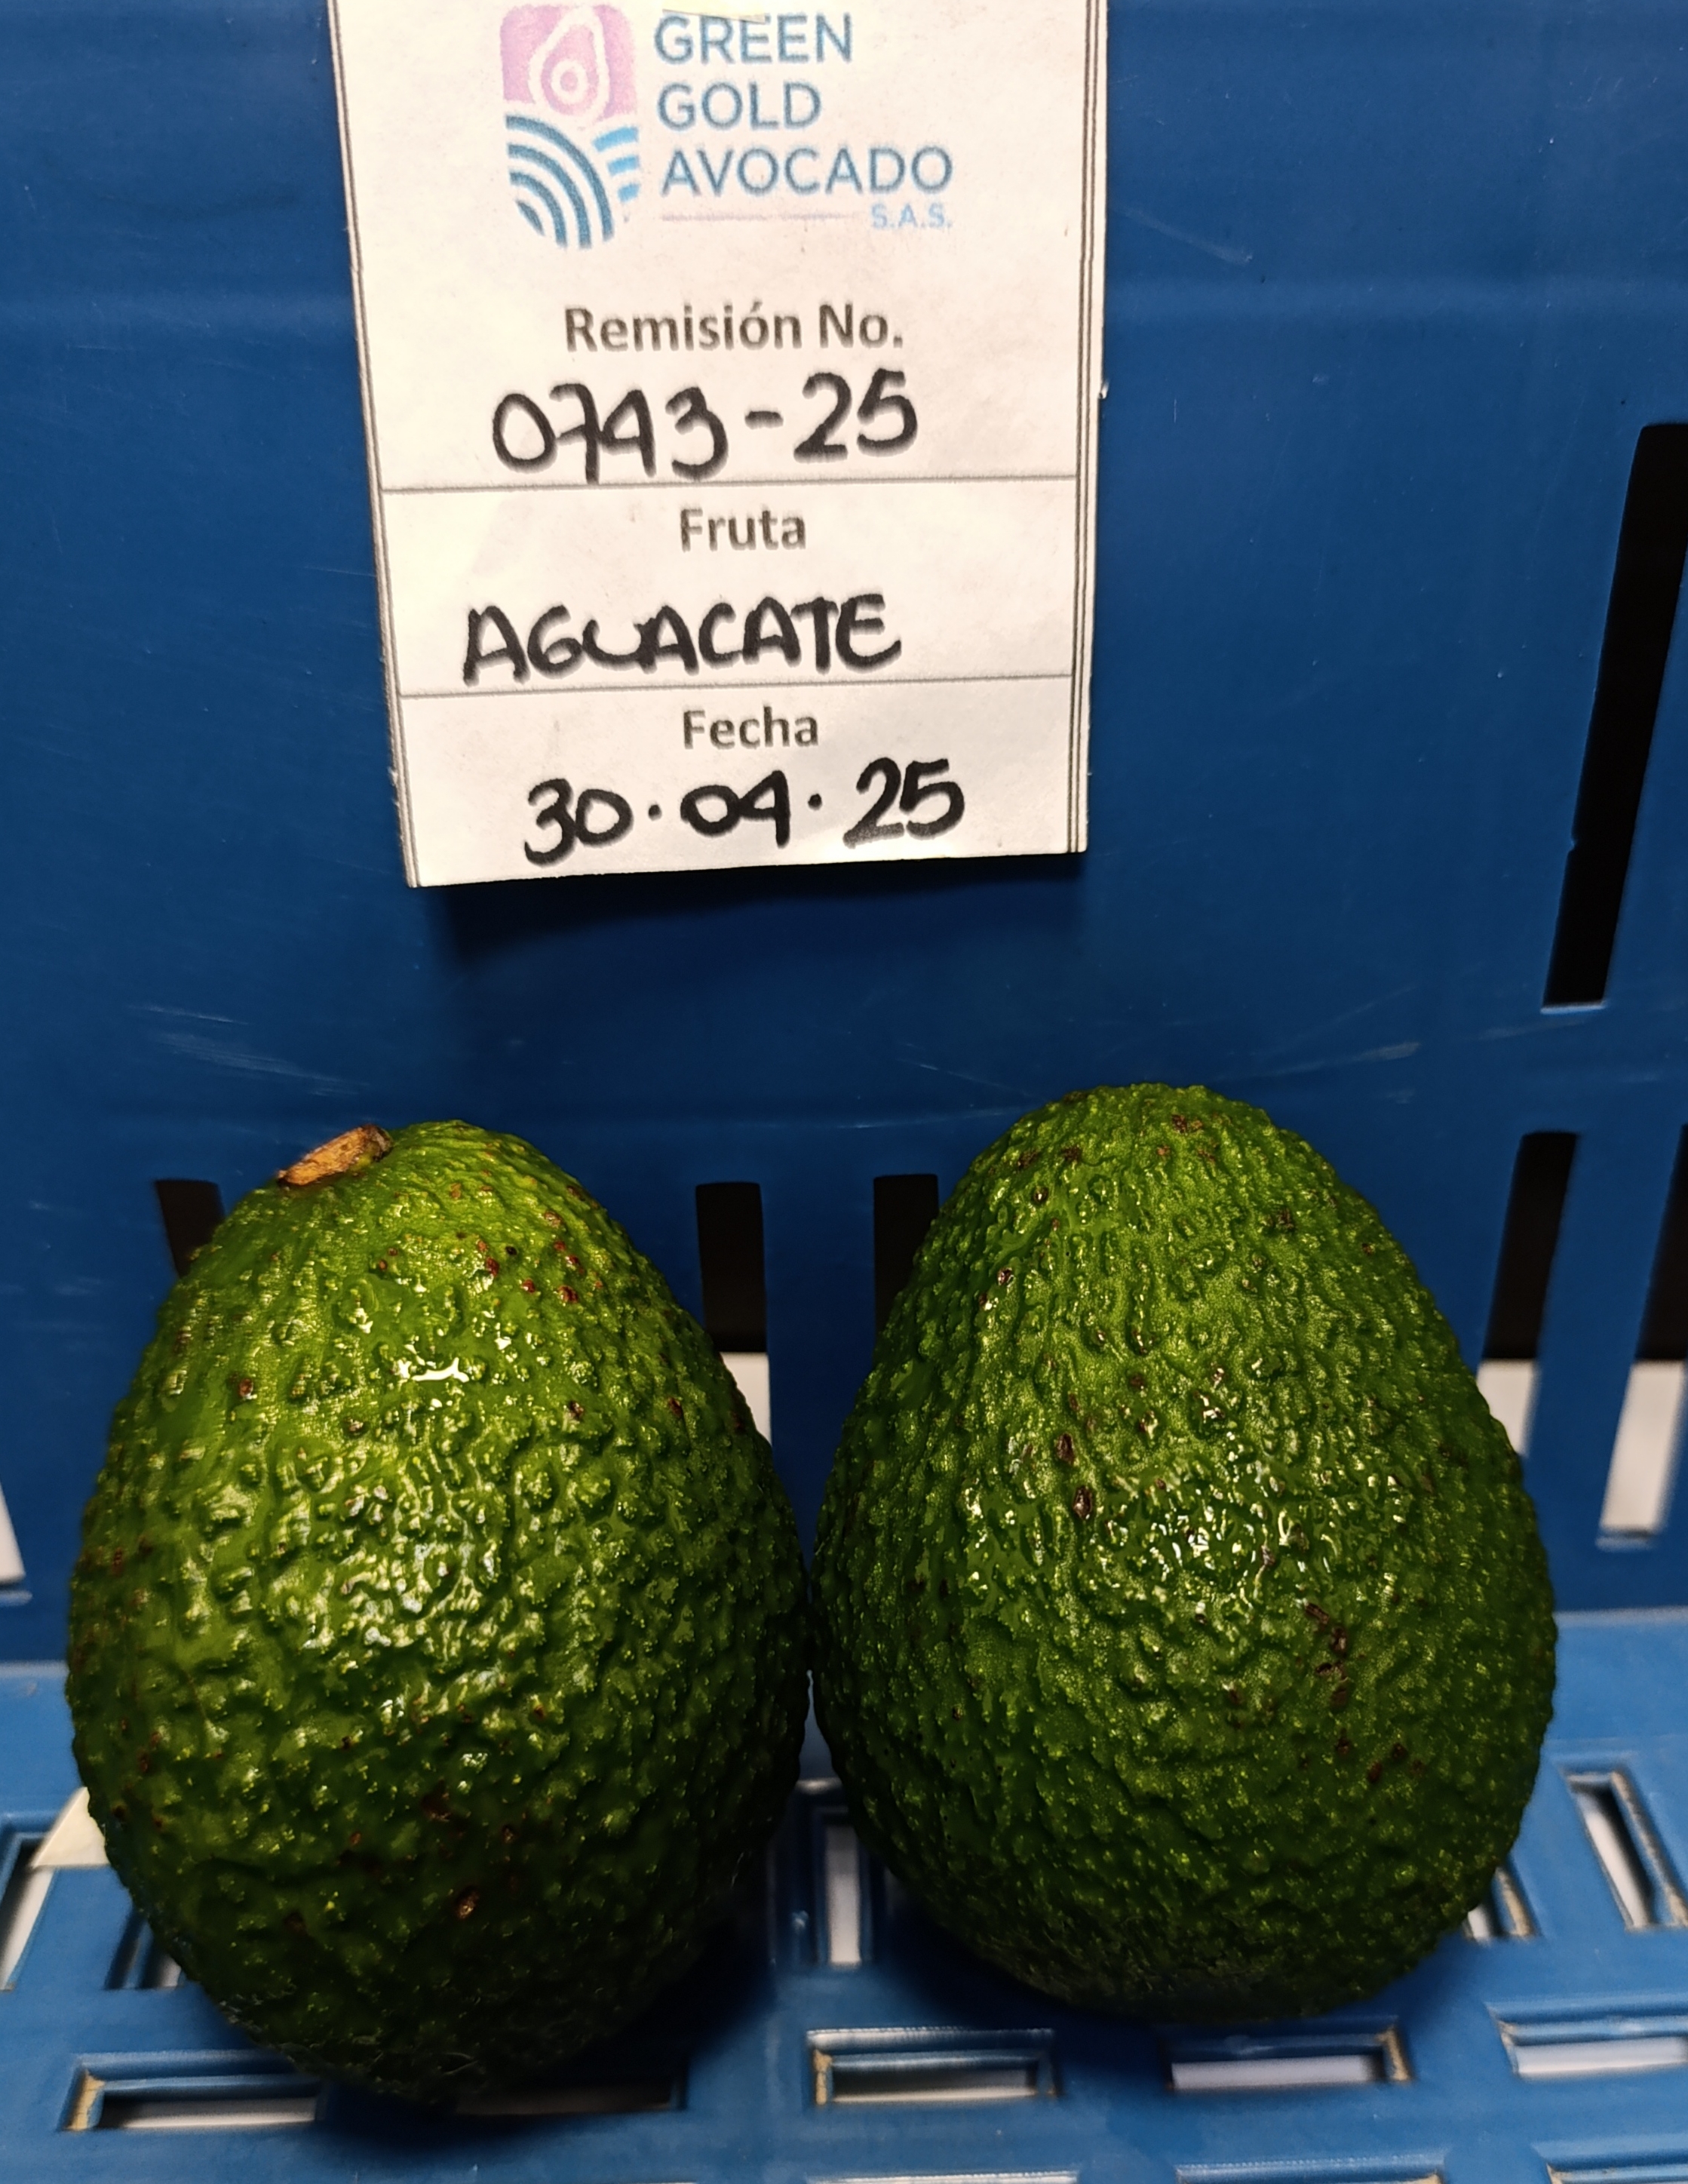 GREEN
GOLD
AVOCADO
S.A.S.
Remisión No.
0743-25
Fruta
AGUACATE
Fecha
30.04.25